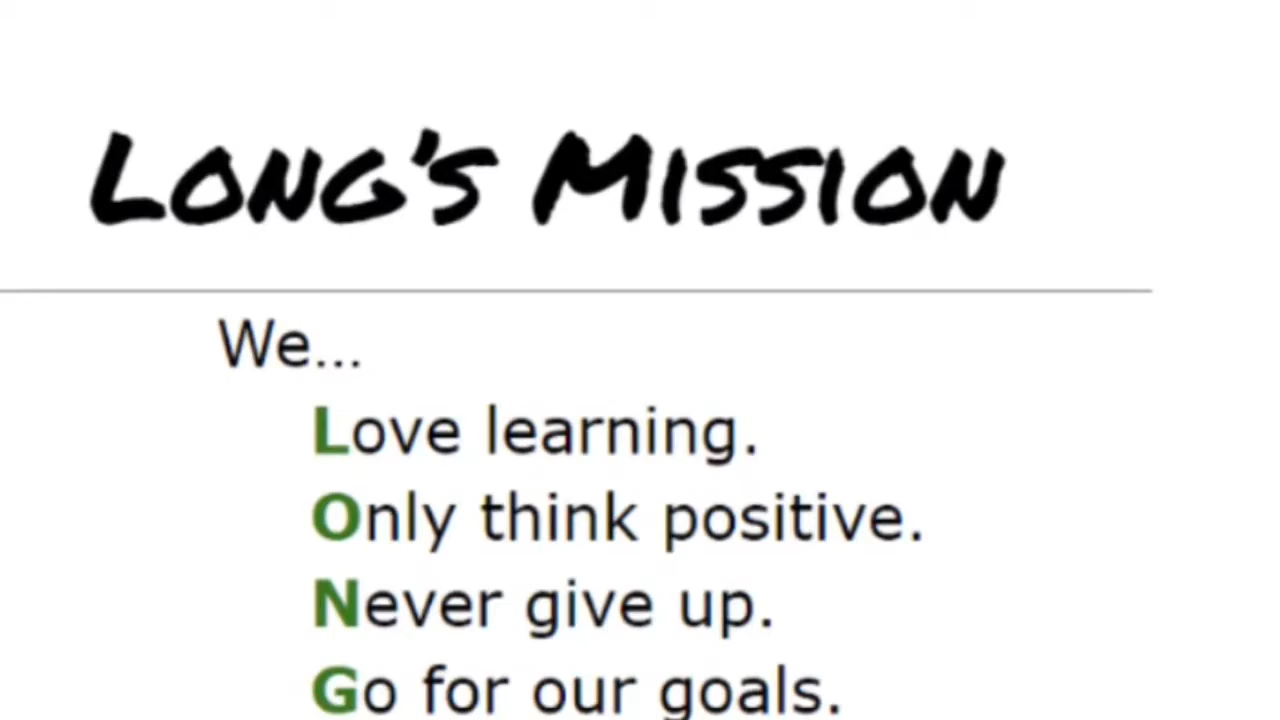 Long's Mission
We...
Love learning.
Only think positive.
Never give up.
Go for our goals.